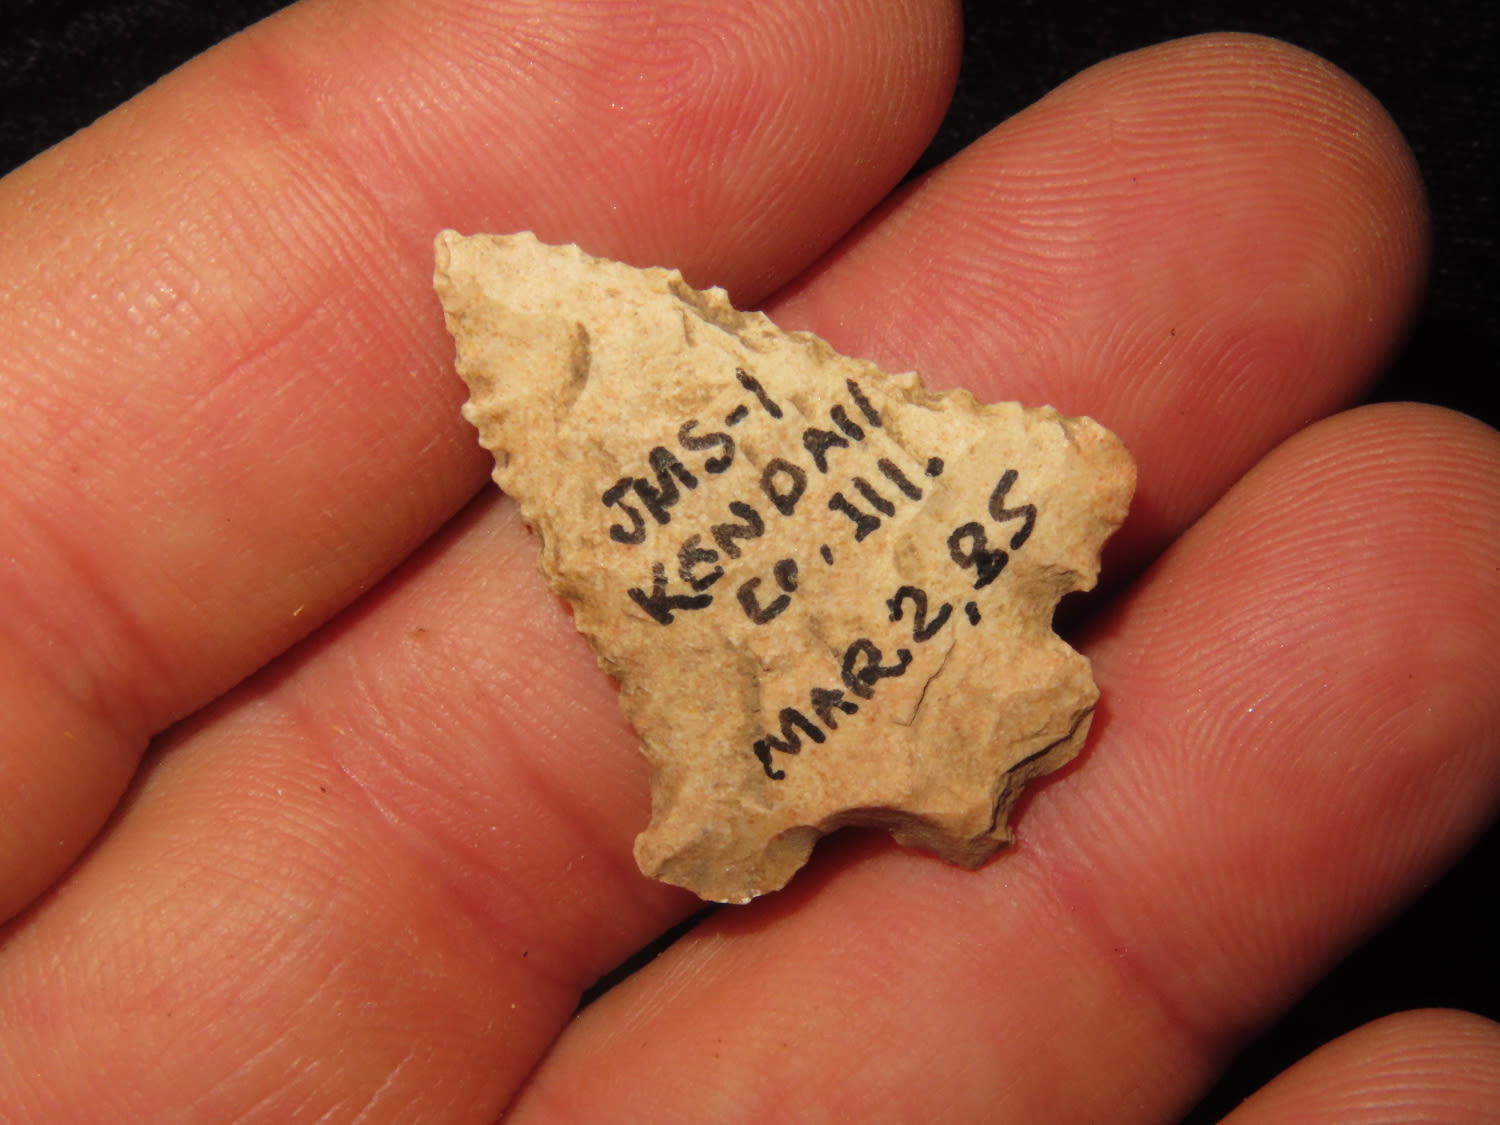 JMS-1
KENDAll
Co. Ill.
MAR 2, 85